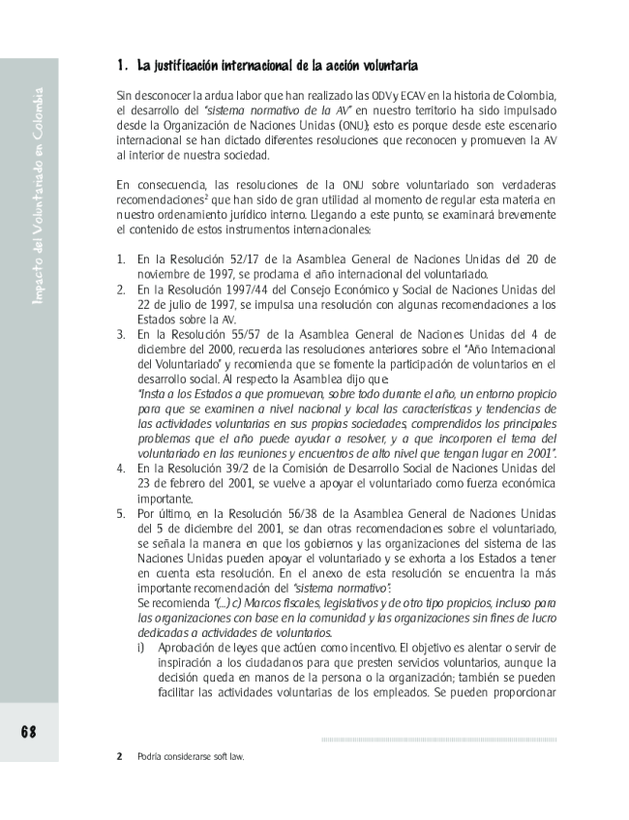 Impacto del Voluntariado en Colombia
1. La justificación internacional de la acción voluntaria
Sin desconocer la ardua labor que han realizado las ODV y ECAV en la historia de Colombia,
el desarrollo del "sistema normativo de la AV" en nuestro territorio ha sido impulsado
desde la Organización de Naciones Unidas (ONU); esto es porque desde este escenario
internacional se han dictado diferentes resoluciones que reconocen y promueven la AV
al interior de nuestra sociedad.
En consecuencia, las resoluciones de la ONU sobre voluntariado son verdaderas
recomendaciones² que han sido de gran utilidad al momento de regular esta materia en
nuestro ordenamiento jurídico interno. Llegando a este punto, se examinará brevemente
el contenido de estos instrumentos internacionales:
1. En la Resolución 52/17 de la Asamblea General de Naciones Unidas del 20 de
noviembre de 1997, se proclama el año internacional del voluntariado.
2. En la Resolución 1997/44 del Consejo Económico y Social de Naciones Unidas del
22 de julio de 1997, se impulsa una resolución con algunas recomendaciones a los
Estados sobre la AV.
3. En la Resolución 55/57 de la Asamblea General de Naciones Unidas del 4 de
diciembre del 2000, recuerda las resoluciones anteriores sobre el "Año Internacional
del Voluntariado" y recomienda que se fomente la participación de voluntarios en el
desarrollo social. Al respecto la Asamblea dijo que:
"Insta a los Estados a que promuevan, sobre todo durante el año, un entorno propicio
para que se examinen a nivel nacional y local las características y tendencias de
las actividades voluntarias en sus propias sociedades, comprendidos los principales
problemas que el año puede ayudar a resolver, y a que incorporen el tema del
voluntariado en las reuniones y encuentros de alto nivel que tengan lugar en 2001".
4. En la Resolución 39/2 de la Comisión de Desarrollo Social de Naciones Unidas del
23 de febrero del 2001, se vuelve a apoyar el voluntariado como fuerza económica
importante.
5. Por último, en la Resolución 56/38 de la Asamblea General de Naciones Unidas
del 5 de diciembre del 2001, se dan otras recomendaciones sobre el voluntariado,
se señala la manera en que los gobiernos y las organizaciones del sistema de las
Naciones Unidas pueden apoyar el voluntariado y se exhorta a los Estados a tener
en cuenta esta resolución. En el anexo de esta resolución se encuentra la más
importante recomendación del "sistema normativo":
Se recomienda "(...) c) Marcos fiscales, legislativos y de otro tipo propicios, incluso para
las organizaciones con base en la comunidad y las organizaciones sin fines de lucro
dedicadas a actividades de voluntarios.
i) Aprobación de leyes que actúen como incentivo. El objetivo es alentar o servir de
inspiración a los ciudadanos para que presten servicios voluntarios, aunque la
decisión queda en manos de la persona o la organización; también se pueden
facilitar las actividades voluntarias de los empleados. Se pueden proporcionar
68
2 Podría considerarse soft law.